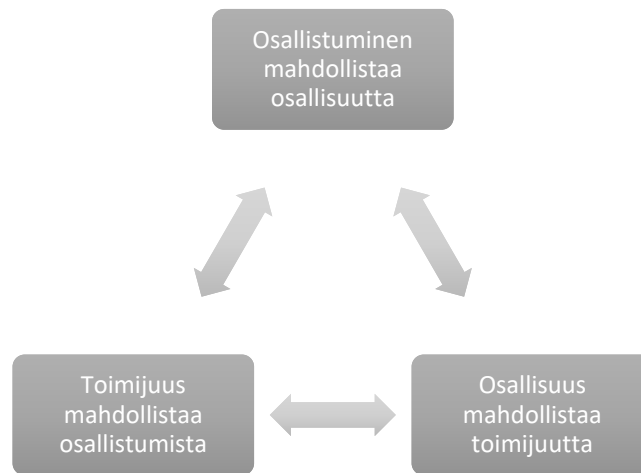 Osallistuminen
mahdollistaa
osallisuutta
Toimijuus
mahdollistaa
osallistumista
Osallisuus
mahdollistaa
toimijuutta